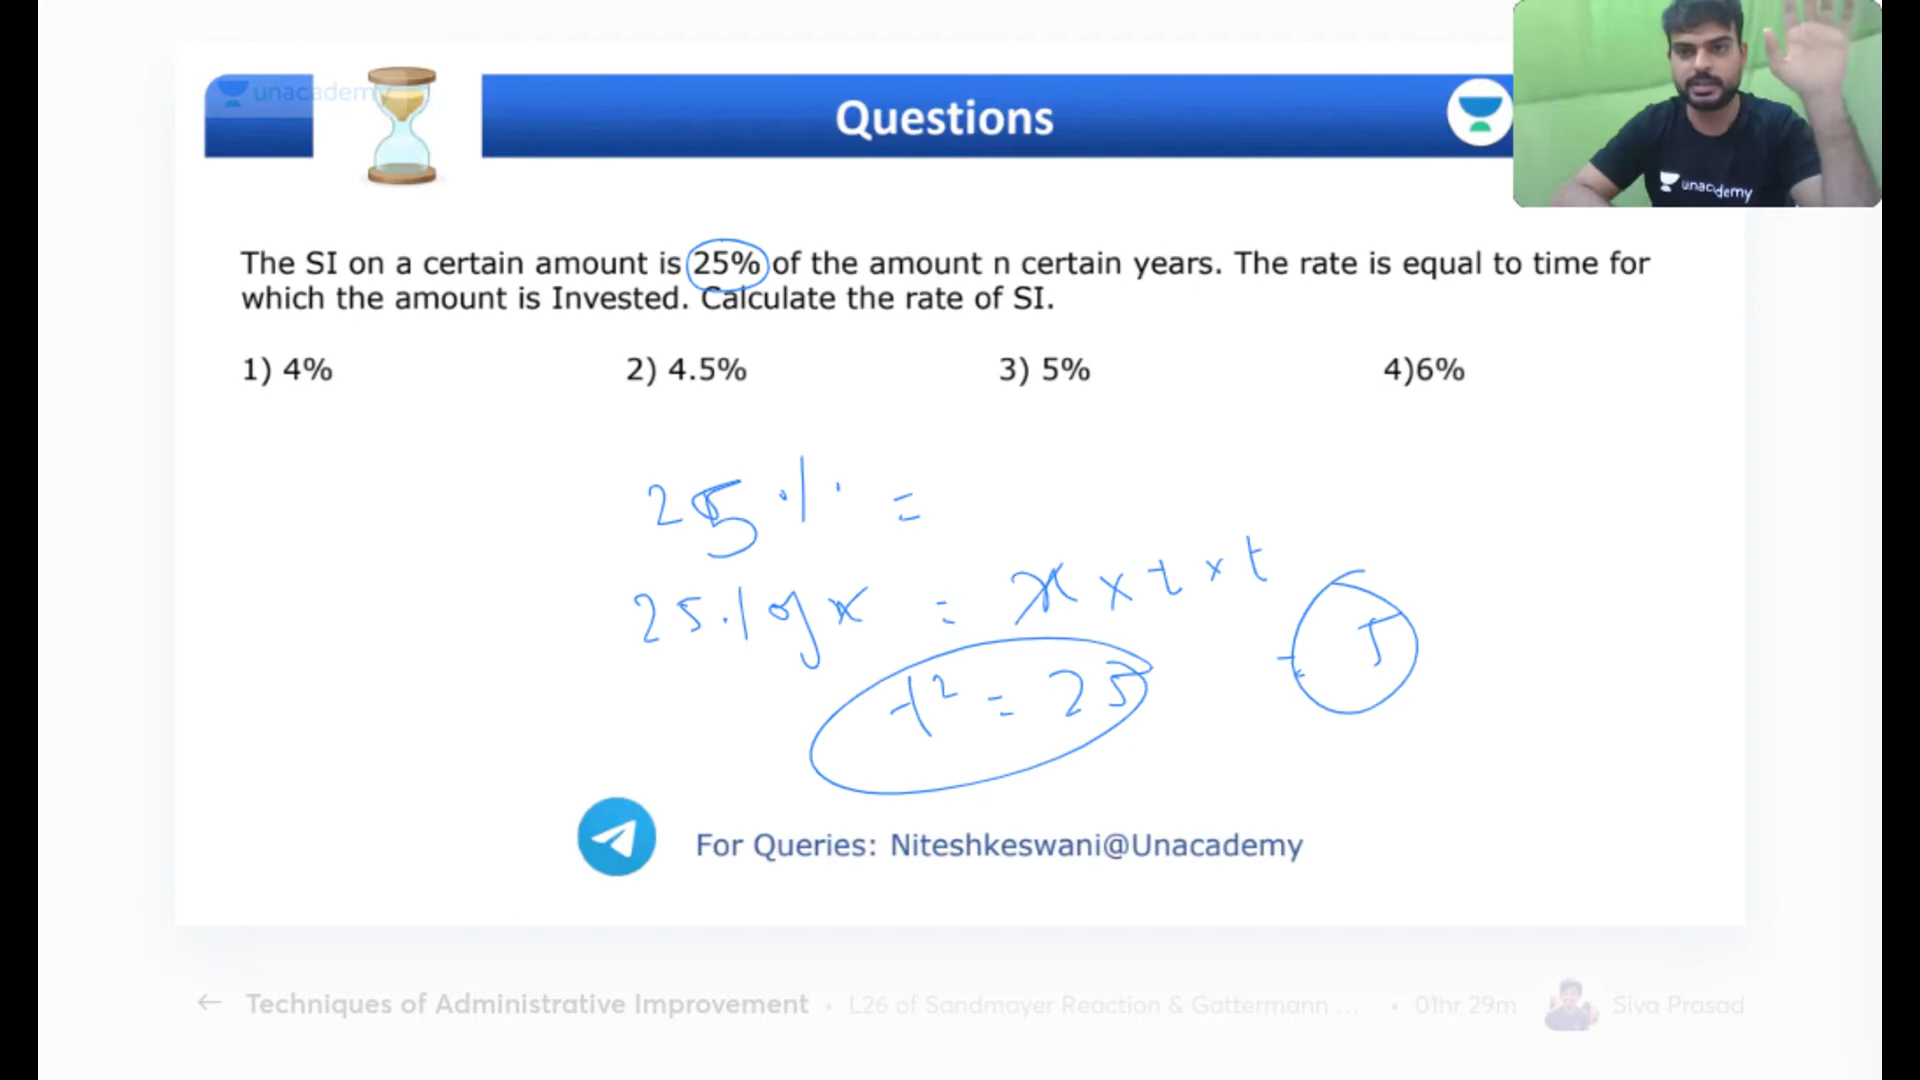 unacademy
Questions
unacademy
The SI on a certain amount is 25% of the amount n certain years. The rate is equal to time for
which the amount is Invested. Calculate the rate of SI.
1) 4% 2) 4.5% 3) 5% 4)6%
25% =
25% of x = x × t × t
5
t² = 25
For Queries: Niteshkeswani@Unacademy
← Techniques of Administrative Improvement • L26 of Sandmayer Reaction & Gattermann ... • 01hr 29m Siva Prasad